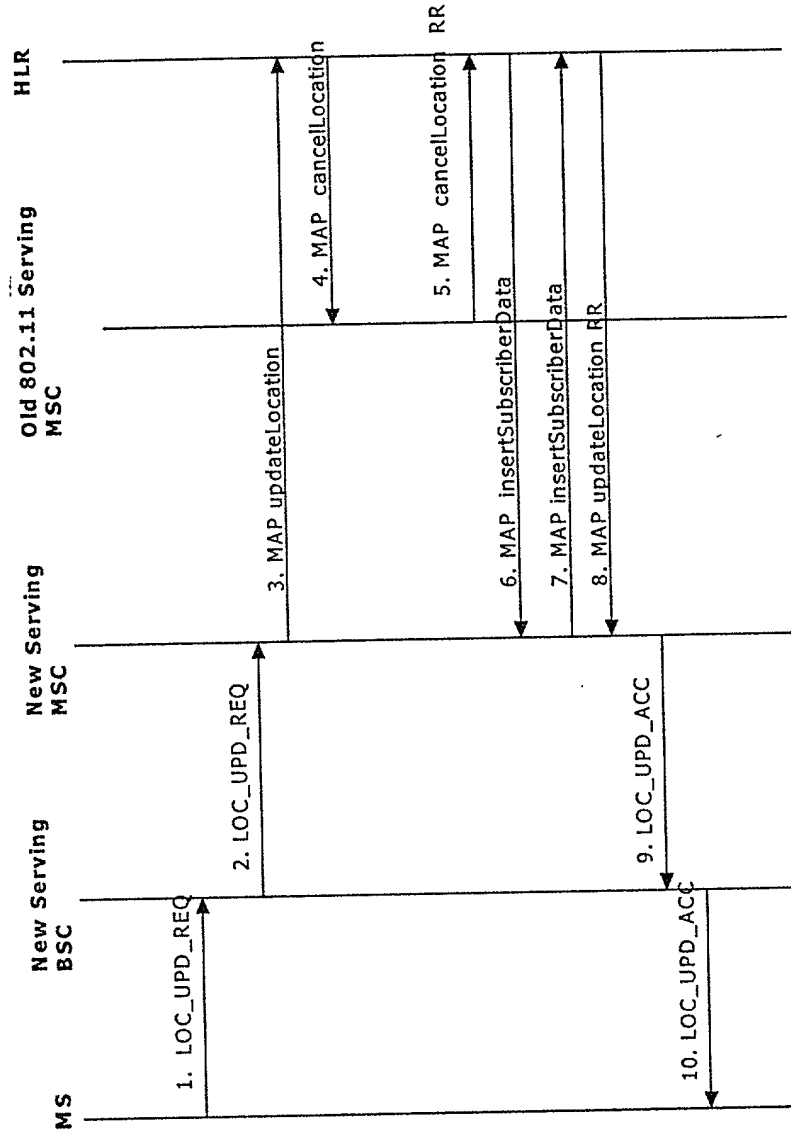 MS
New Serving
BSC
New Serving
MSC
Old 802.11 Serving
MSC
HLR
1. LOC_UPD_REQ
2. LOC_UPD_REQ
3. MAP updateLocation
4. MAP cancelLocation
5. MAP cancelLocation RR
6. MAP insertSubscriberData
7. MAP insertSubscriberData
8. MAP updateLocation RR
9. LOC_UPD_ACC
10. LOC_UPD_ACC